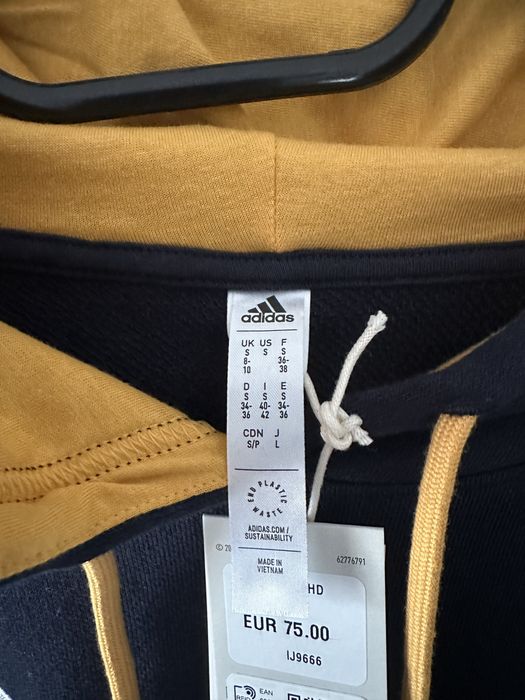 adidas
UK US F
S S S
8- 36-
10 38
D I E
S S S
34- 40- 34-
36 42 36
CDN J
S/P L
END PLASTIC WASTE
ADIDAS.COM/
SUSTAINABILITY
MADE IN
VIETNAM
© 20
62776791
HD
EUR 75.00
IJ9666
EAN